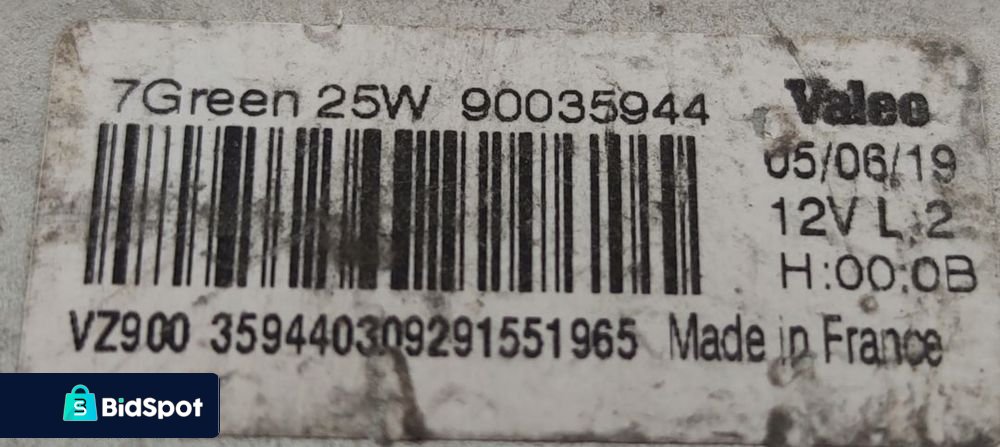 7Green 25W 90035944
Valeo
05/06/19
12V L:2
H:00:0B
VZ900 359440309291551965 Made in France
BidSpot